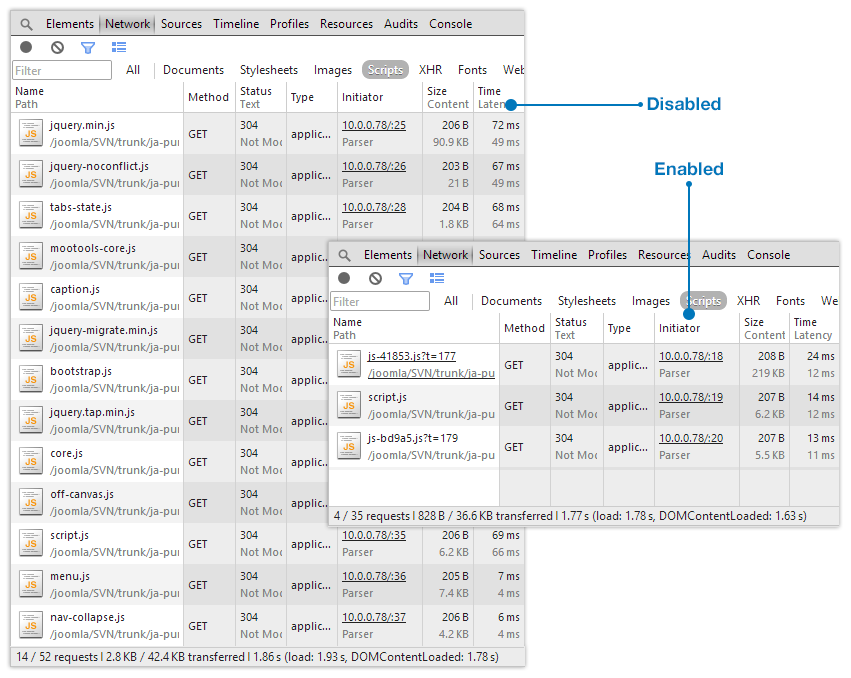 Elements Network Sources Timeline Profiles Resources Audits Console
Filter All Documents Stylesheets Images Scripts XHR Fonts Web
Name Method Status Type Initiator Size Time
Path Text Content Laten
jquery.min.js GET 304 applic... 10.0.0.78/:25 206 B 72 ms
/joomla/SVN/trunk/ja-pur Not Moc Parser 90.9 KB 49 ms
jquery-noconflict.js GET 304 applic... 10.0.0.78/:26 203 B 67 ms
/joomla/SVN/trunk/ja-pur Not Moc Parser 21 B 49 ms
tabs-state.js GET 304 applic... 10.0.0.78/:28 204 B 68 ms
/joomla/SVN/trunk/ja-pur Not Moc Parser 1.8 KB 64 ms
mootools-core.js GET 304 applic
/joomla/SVN/trunk/ja-pur Not Moc
caption.js GET 304 applic
/joomla/SVN/trunk/ja-pur Not Moc
jquery-migrate.min.js GET 304 applic
/joomla/SVN/trunk/ja-pur Not Moc
bootstrap.js GET 304 applic
/joomla/SVN/trunk/ja-pur Not Moc
jquery.tap.min.js GET 304 applic
/joomla/SVN/trunk/ja-pur Not Moc
core.js GET 304 applic
/joomla/SVN/trunk/ja-pur Not Moc
off-canvas.js GET 304 applic
/joomla/SVN/trunk/ja-pur Not Moc
script.js GET 304 applic... 10.0.0.78/:35 206 B 69 ms
/joomla/SVN/trunk/ja-pur Not Moc Parser 6.2 KB 66 ms
menu.js GET 304 applic... 10.0.0.78/:36 205 B 7 ms
/joomla/SVN/trunk/ja-pur Not Moc Parser 7.4 KB 4 ms
nav-collapse.js GET 304 applic... 10.0.0.78/:37 206 B 6 ms
/joomla/SVN/trunk/ja-pur Not Moc Parser 4.2 KB 4 ms
14 / 52 requests | 2.8 KB / 42.4 KB transferred | 1.86 s (load: 1.93 s, DOMContentLoaded: 1.78 s)
Disabled
Enabled
Elements Network Sources Timeline Profiles Resources Audits Console
Filter All Documents Stylesheets Images Scripts XHR Fonts We
Name Method Status Type Initiator Size Time
Path Text Content Latency
js-41853.js?t=177 GET 304 applic... 10.0.0.78/:18 208 B 24 ms
/joomla/SVN/trunk/ja-pu Not Moc Parser 219 KB 12 ms
script.js GET 304 applic... 10.0.0.78/:19 207 B 14 ms
/joomla/SVN/trunk/ja-pu Not Moc Parser 6.2 KB 12 ms
js-bd9a5.js?t=179 GET 304 applic... 10.0.0.78/:20 207 B 13 ms
/joomla/SVN/trunk/ja-pu Not Moc Parser 5.5 KB 11 ms
4 / 35 requests | 828 B / 36.6 KB transferred | 1.77 s (load: 1.78 s, DOMContentLoaded: 1.63 s)